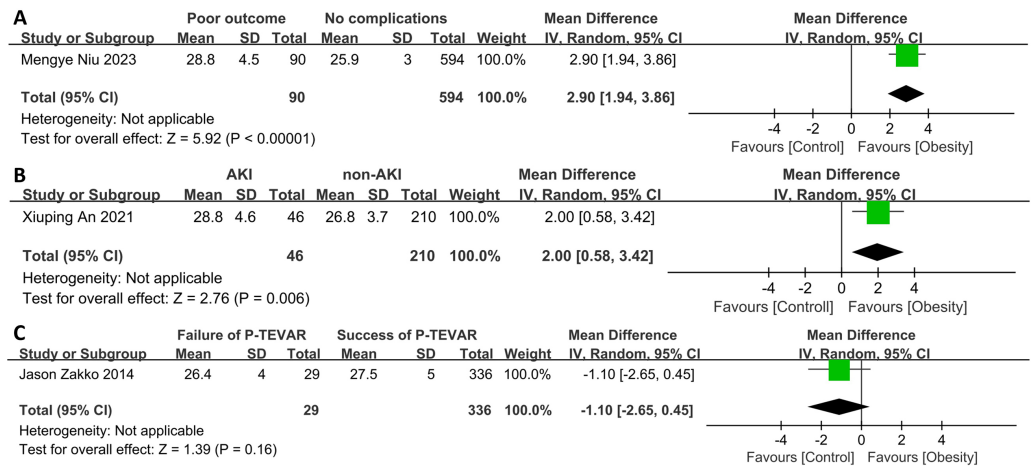 A
Poor outcome No complications Mean Difference Mean Difference
Study or Subgroup Mean SD Total Mean SD Total Weight IV, Random, 95% CI IV, Random, 95% CI
Mengye Niu 2023 28.8 4.5 90 25.9 3 594 100.0% 2.90 [1.94, 3.86]
Total (95% CI) 90 594 100.0% 2.90 [1.94, 3.86]
Heterogeneity: Not applicable
Test for overall effect: Z = 5.92 (P < 0.00001)
-4 -2 0 2 4
Favours [Control] Favours [Obesity]
B
AKI non-AKI Mean Difference Mean Difference
Study or Subgroup Mean SD Total Mean SD Total Weight IV, Random, 95% CI IV, Random, 95% CI
Xiuping An 2021 28.8 4.6 46 26.8 3.7 210 100.0% 2.00 [0.58, 3.42]
Total (95% CI) 46 210 100.0% 2.00 [0.58, 3.42]
Heterogeneity: Not applicable
Test for overall effect: Z = 2.76 (P = 0.006)
-4 -2 0 2 4
Favours [Controll] Favours [Obesity]
C
Failure of P-TEVAR Success of P-TEVAR Mean Difference Mean Difference
Study or Subgroup Mean SD Total Mean SD Total Weight IV, Random, 95% CI IV, Random, 95% CI
Jason Zakko 2014 26.4 4 29 27.5 5 336 100.0% -1.10 [-2.65, 0.45]
Total (95% CI) 29 336 100.0% -1.10 [-2.65, 0.45]
Heterogeneity: Not applicable
Test for overall effect: Z = 1.39 (P = 0.16)
-4 -2 0 2 4
Favours [Control] Favours [Obesity]